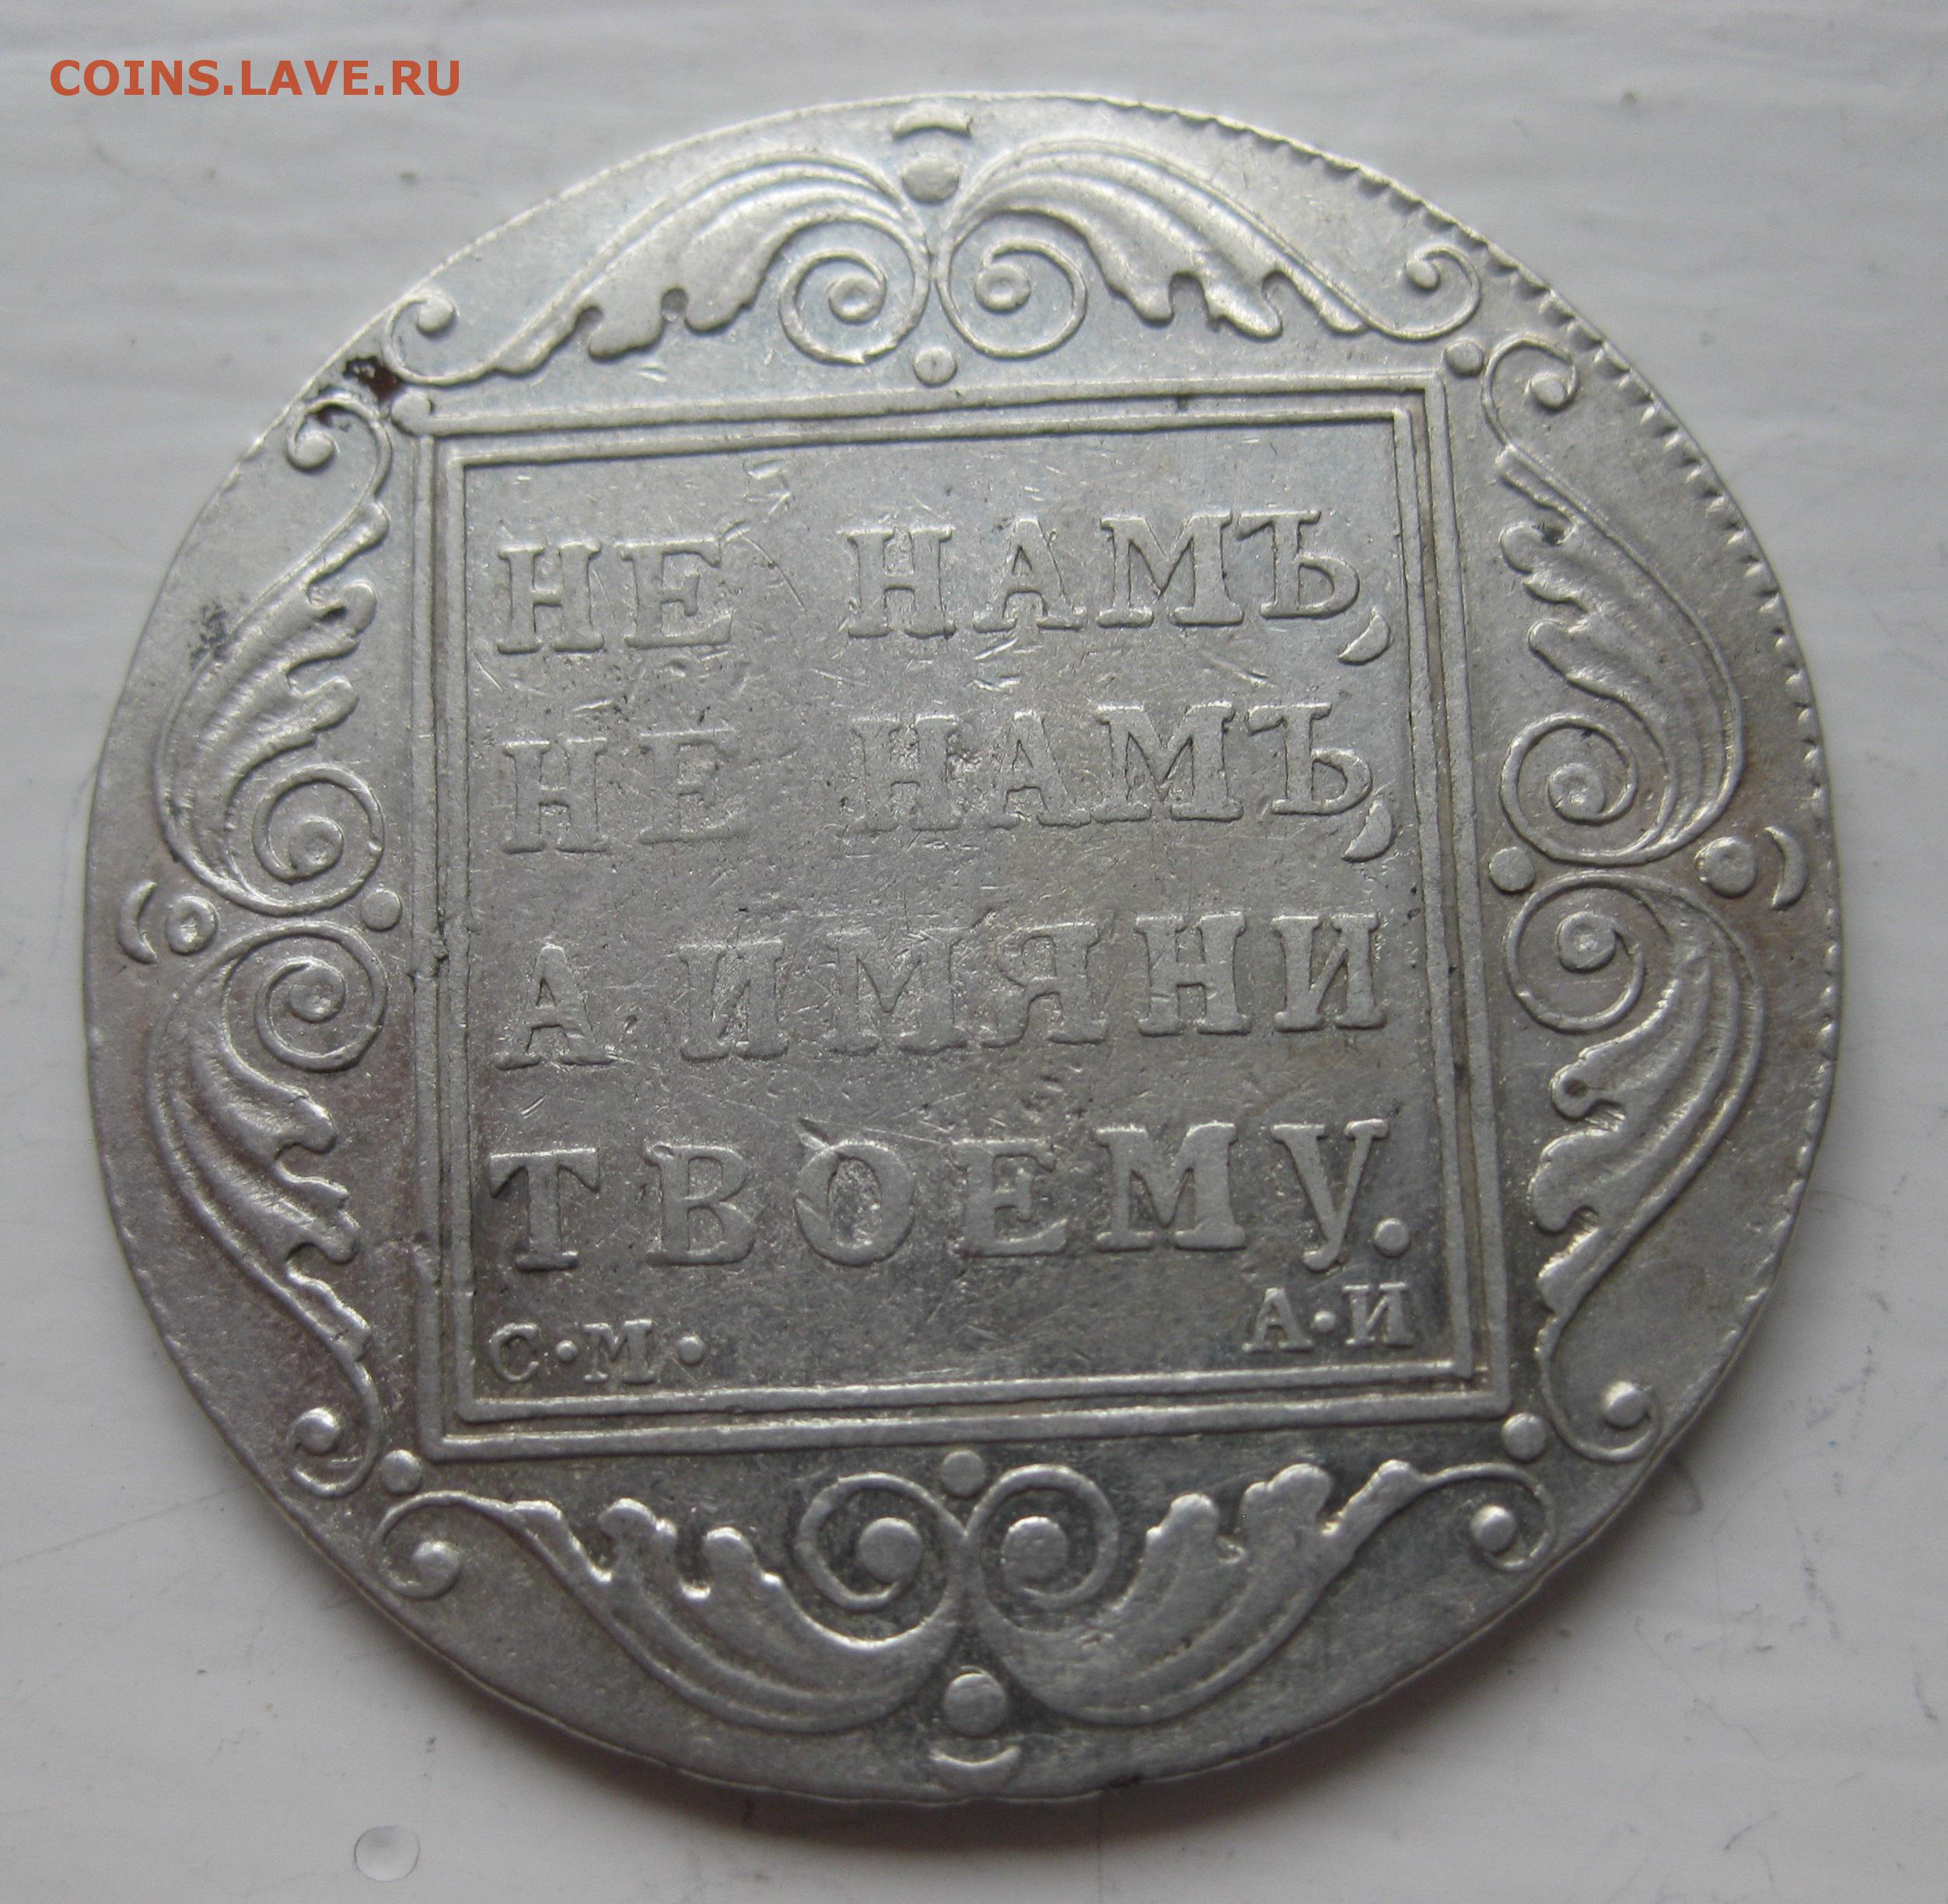 COINS.LAVE.RU
НЕ НАМЪ,
НЕ НАМЪ,
А ИМЯНИ
ТВОЕМУ.
С·М· А·И